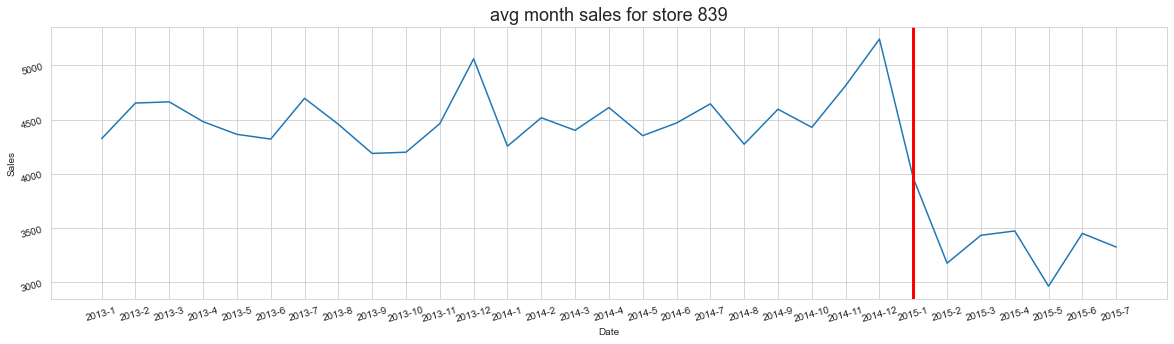 avg month sales for store 839
5000
4500
4000
3500
3000
Sales
2013-1 2013-2 2013-3 2013-4 2013-5 2013-6 2013-7 2013-8 2013-9 2013-10 2013-11 2013-12 2014-1 2014-2 2014-3 2014-4 2014-5 2014-6 2014-7 2014-8 2014-9 2014-10 2014-11 2014-12 2015-1 2015-2 2015-3 2015-4 2015-5 2015-6 2015-7
Date